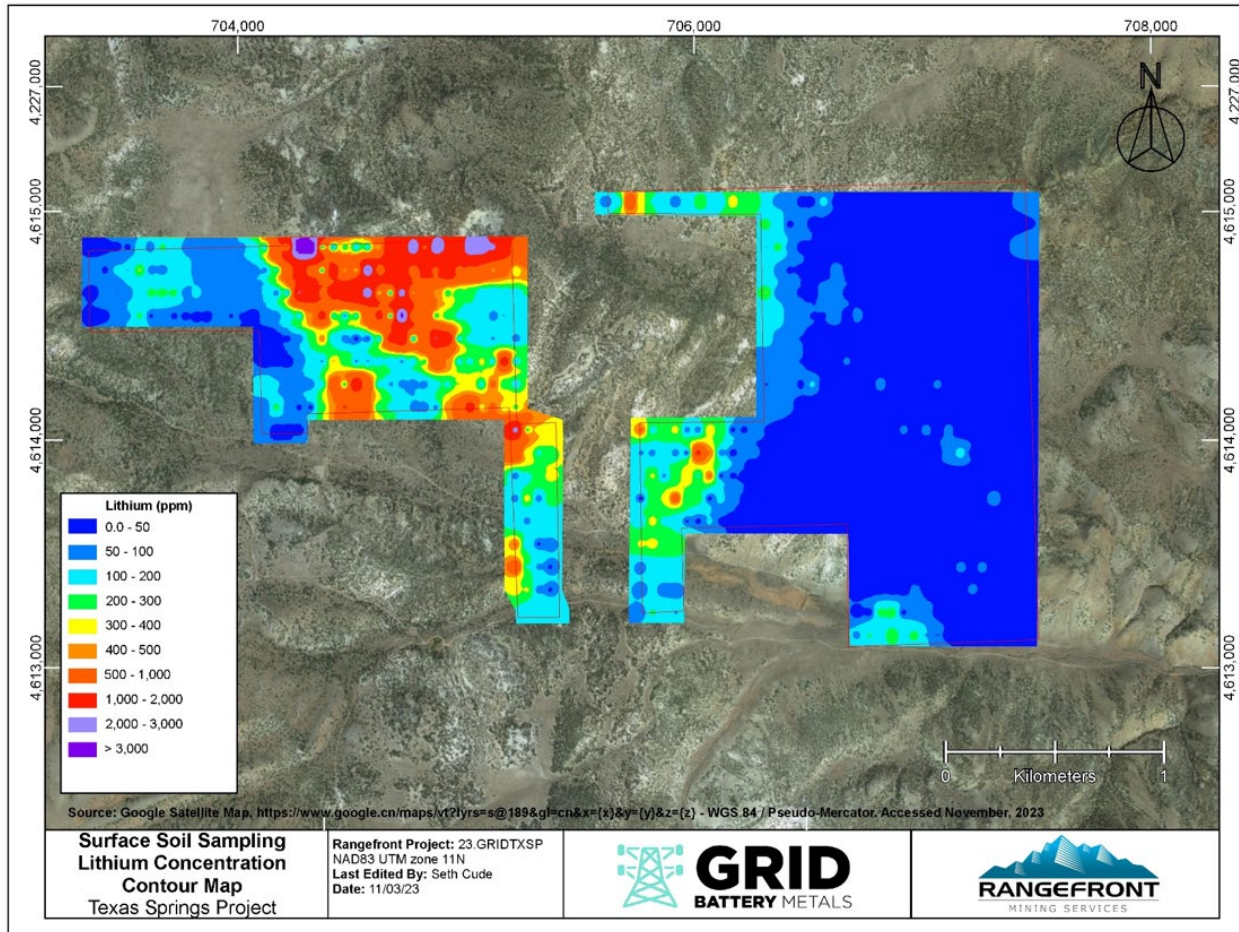 704,000
706,000
708,000
4,227,000
4,227,000
N
4,615,000
4,615,000
4,614,000
4,614,000
Lithium (ppm)
0.0 - 50
50 - 100
100 - 200
200 - 300
300 - 400
400 - 500
500 - 1,000
1,000 - 2,000
2,000 - 3,000
> 3,000
4,613,000
4,613,000
0 Kilometers 1
Source: Google Satellite Map, https://www.google.cn/maps/vt?lyrs=s@189&gl=cn&x={x}&y={y}&z={z} - WGS 84 / Pseudo-Mercator. Accessed November, 2023
Surface Soil Sampling
Lithium Concentration
Contour Map
Texas Springs Project
Rangefront Project: 23.GRIDTXSP
NAD83 UTM zone 11N
Last Edited By: Seth Cude
Date: 11/03/23
GRID
BATTERY METALS
RANGEFRONT
MINING SERVICES